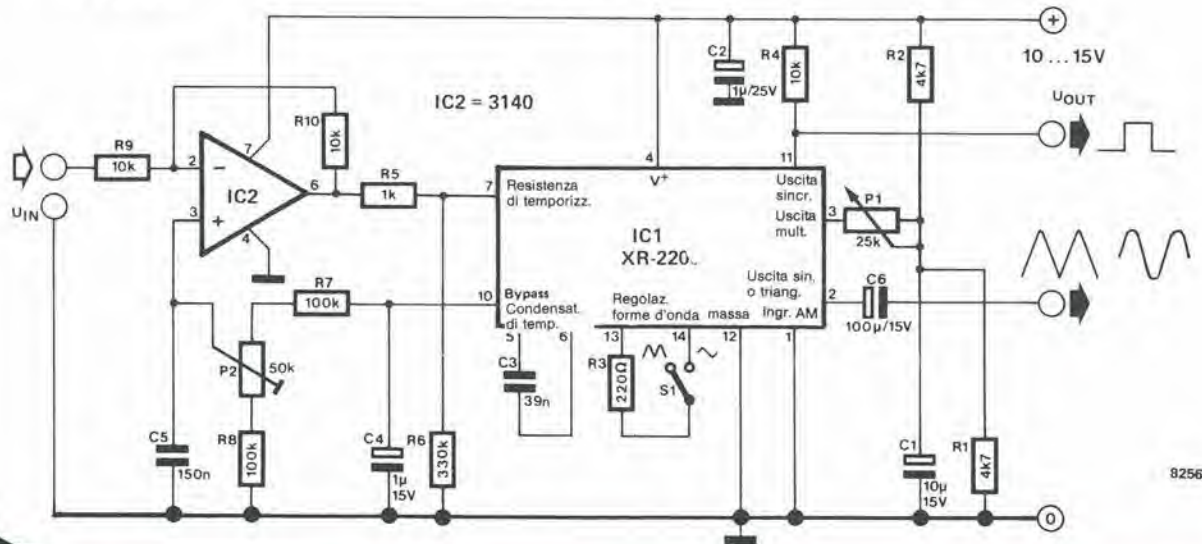 +
10 ... 15V
C2
1µ/25V
R4
10k
R2
4k7
UOUT
IC2 = 3140
R10
10k
R9
10k
2
−
7
IC2
6
3
+
4
UIN
R5
1k
7
Resistenza
di temporizz.
4
V+
11
Uscita
sincr.
Uscita
mult.
3
P1
25k
IC1
XR-220
Uscita sin.
o triang.
2
C6
100µ/15V
R7
100k
10
Bypass
Condensat.
di temp.
Regolaz.
forme d'onda
massa
Ingr. AM
5
6
13
14
12
1
P2
50k
C3
39n
R3
220Ω
S1
C5
150n
R8
100k
C4
1µ
15V
R6
330k
C1
10µ
15V
R1
4k7
8256
0